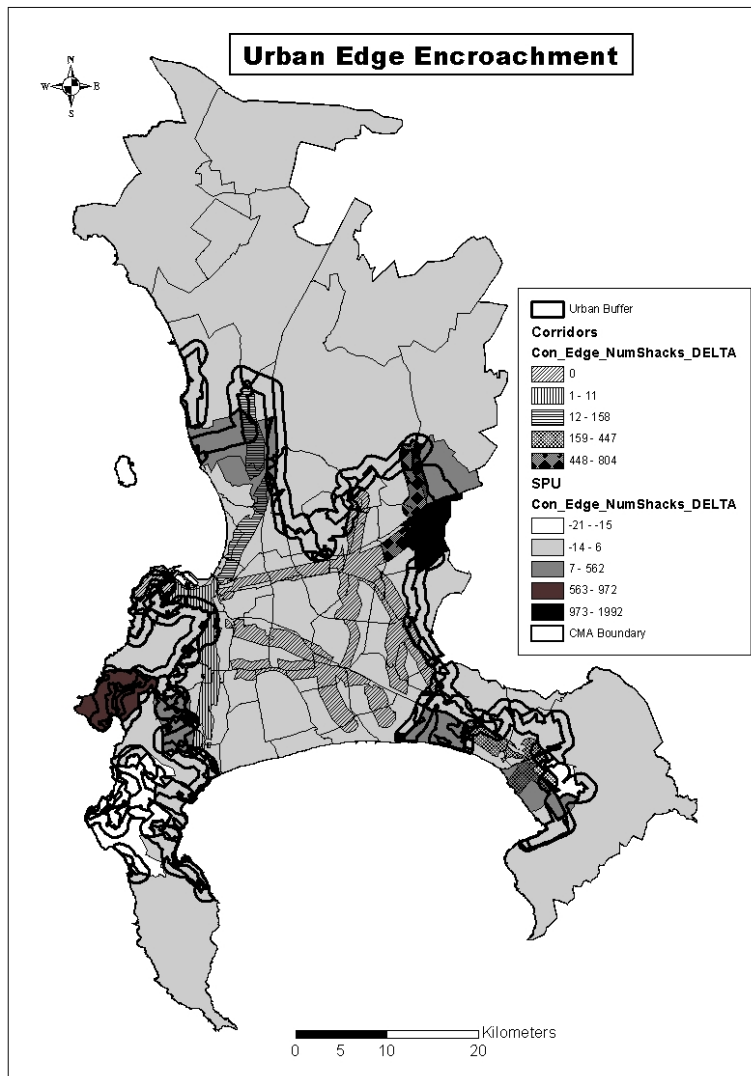 Urban Edge Encroachment
N
W E
S
Urban Buffer
Corridors
Con_Edge_NumShacks_DELTA
0
1 - 11
12 - 158
159 - 447
448 - 804
SPU
Con_Edge_NumShacks_DELTA
-21 - -15
-14 - 6
7 - 562
563 - 972
973 - 1992
CMA Boundary
Kilometers
0 5 10 20